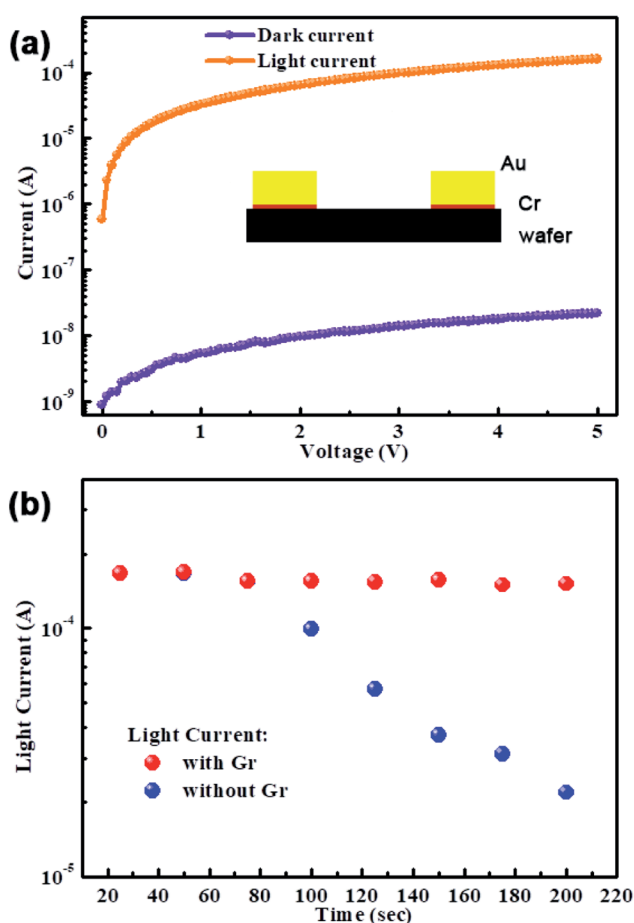 (a)
Dark current
Light current
10⁻⁴
10⁻⁵
10⁻⁶
10⁻⁷
10⁻⁸
10⁻⁹
Current (A)
Au
Cr
wafer
0 1 2 3 4 5
Voltage (V)
(b)
10⁻⁴
10⁻⁵
Light Current (A)
Light Current:
with Gr
without Gr
20 40 60 80 100 120 140 160 180 200 220
Time (sec)